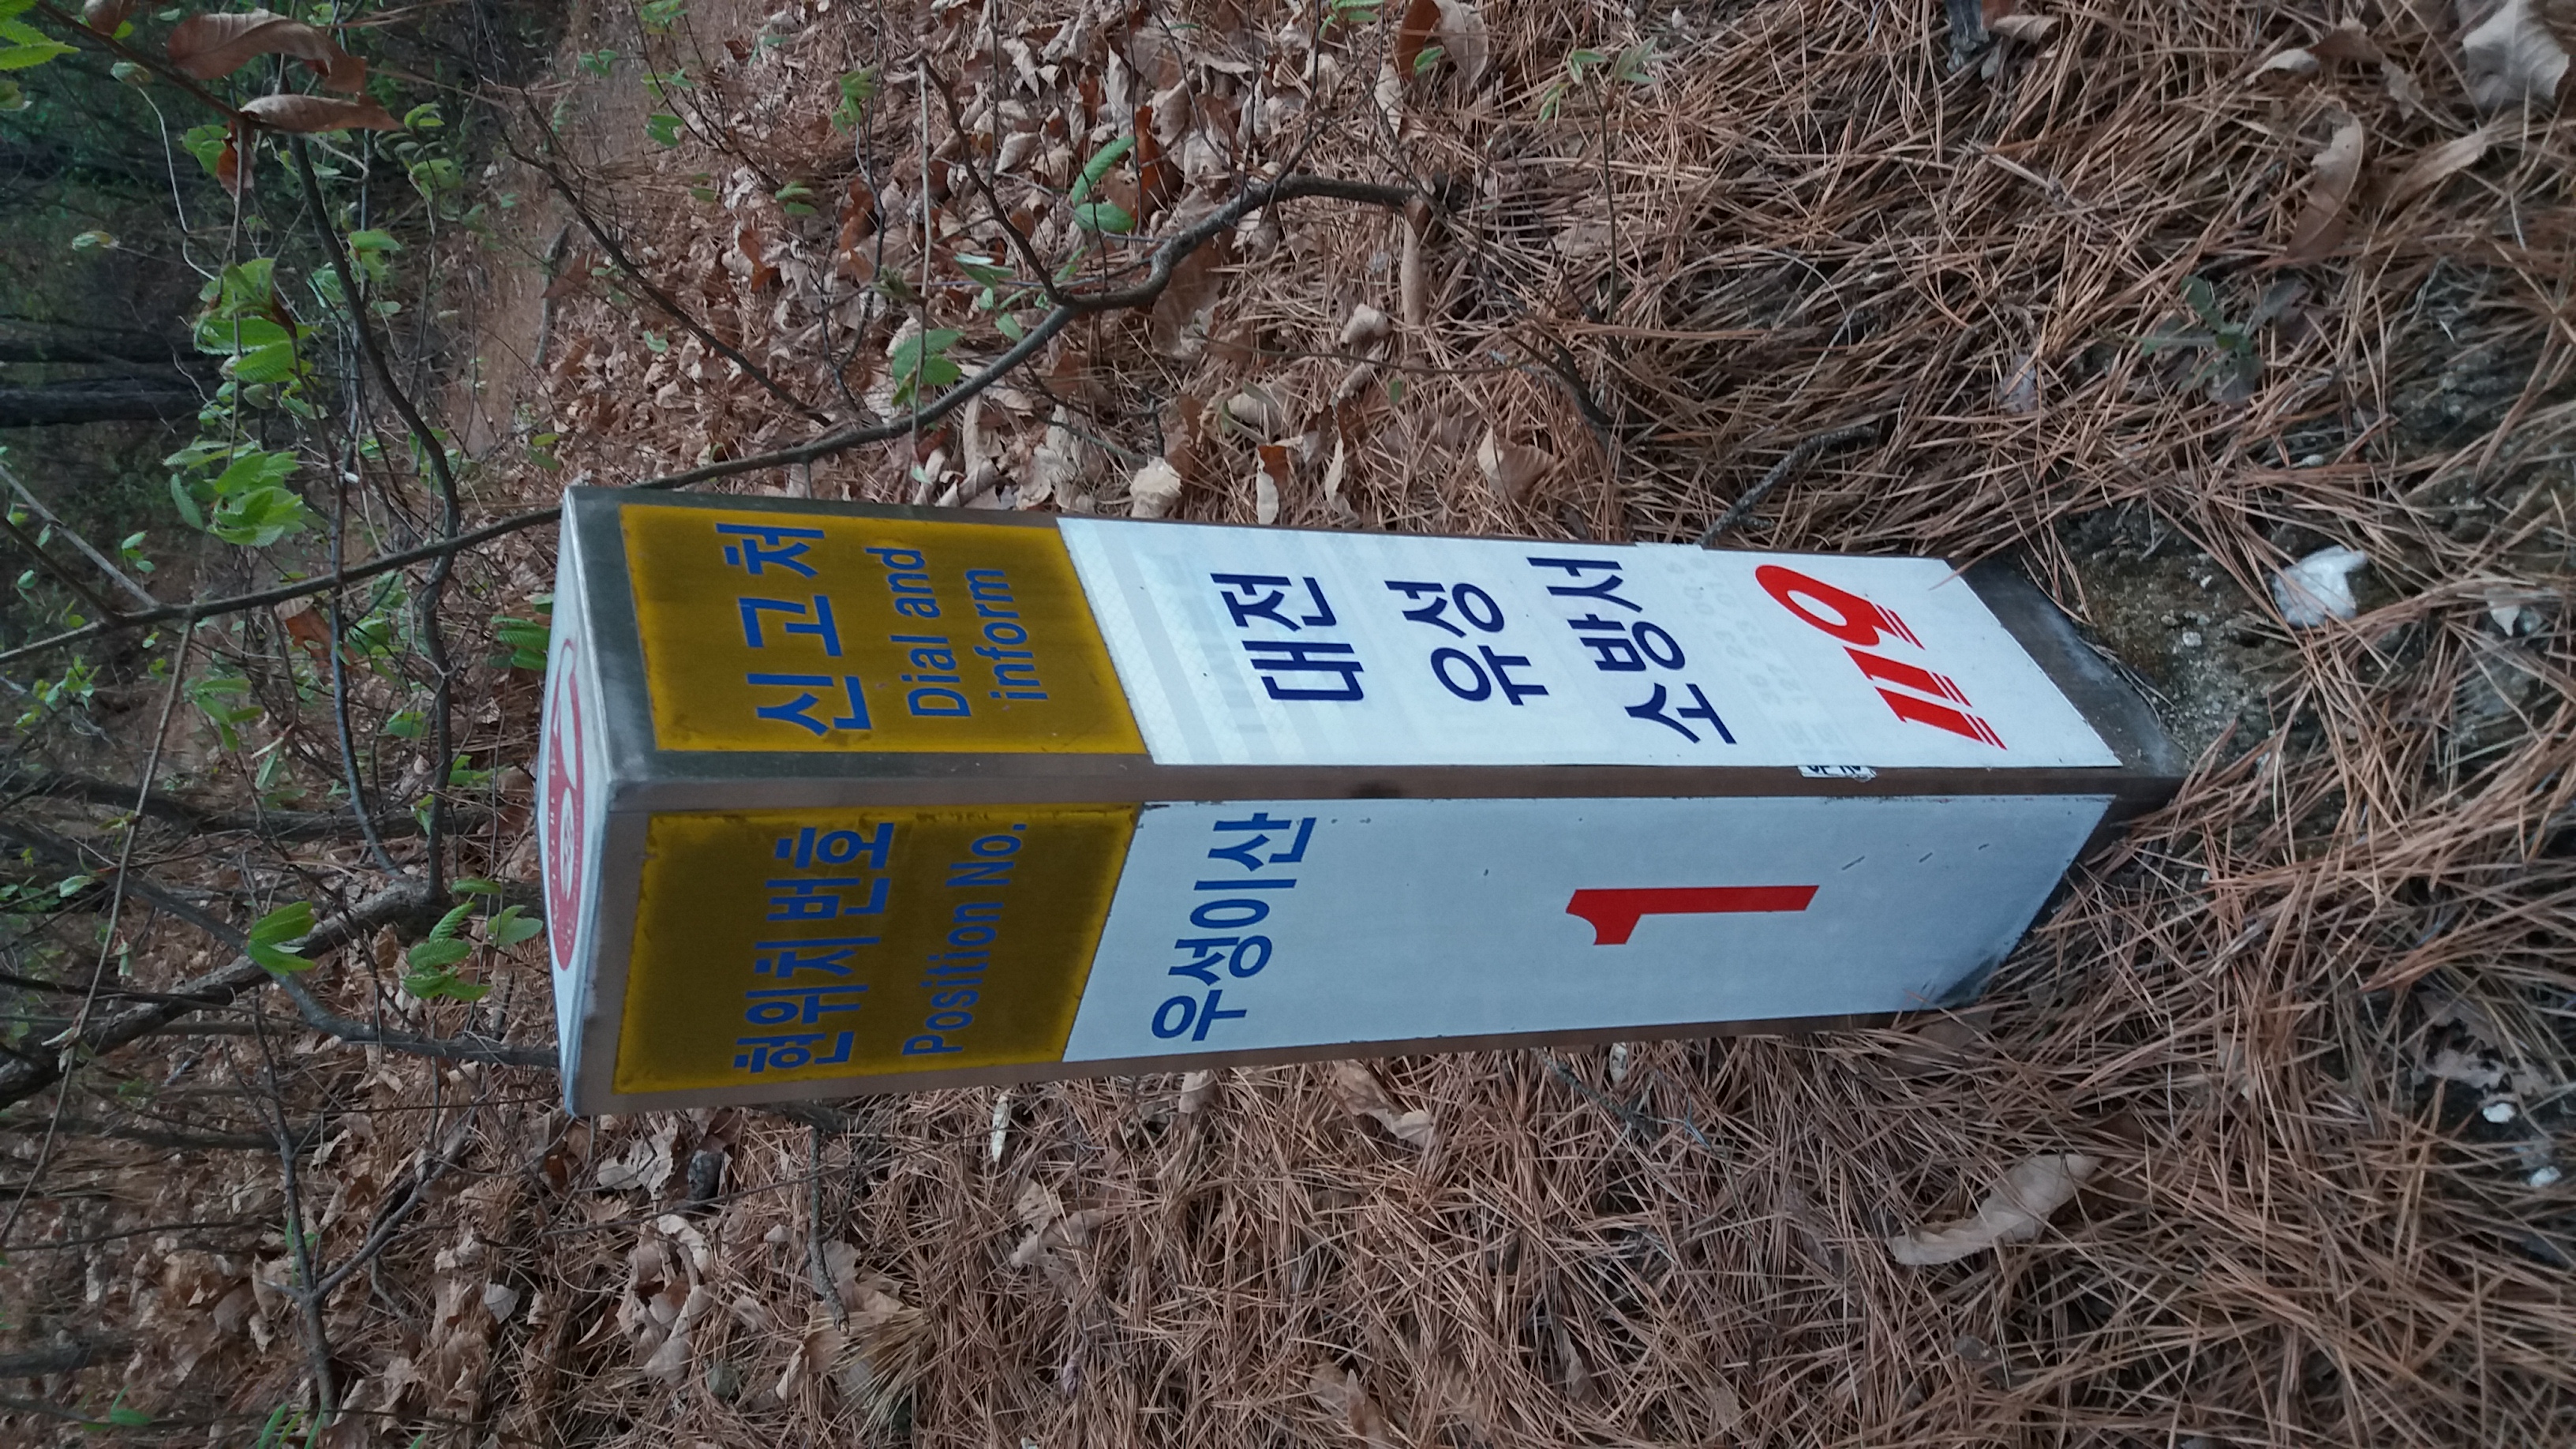 현위치번호
Position No.
우성이산
1
신고처
Dial and
inform
대전
유성
소방서
119